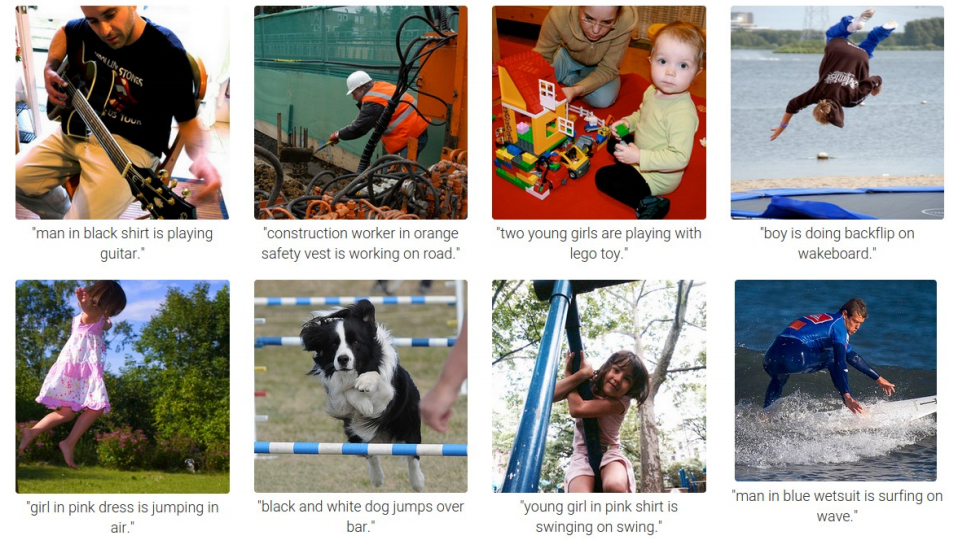 "man in black shirt is playing
guitar."
"construction worker in orange
safety vest is working on road."
"two young girls are playing with
lego toy."
"boy is doing backflip on
wakeboard."
"girl in pink dress is jumping in
air."
"black and white dog jumps over
bar."
"young girl in pink shirt is
swinging on swing."
"man in blue wetsuit is surfing on
wave."